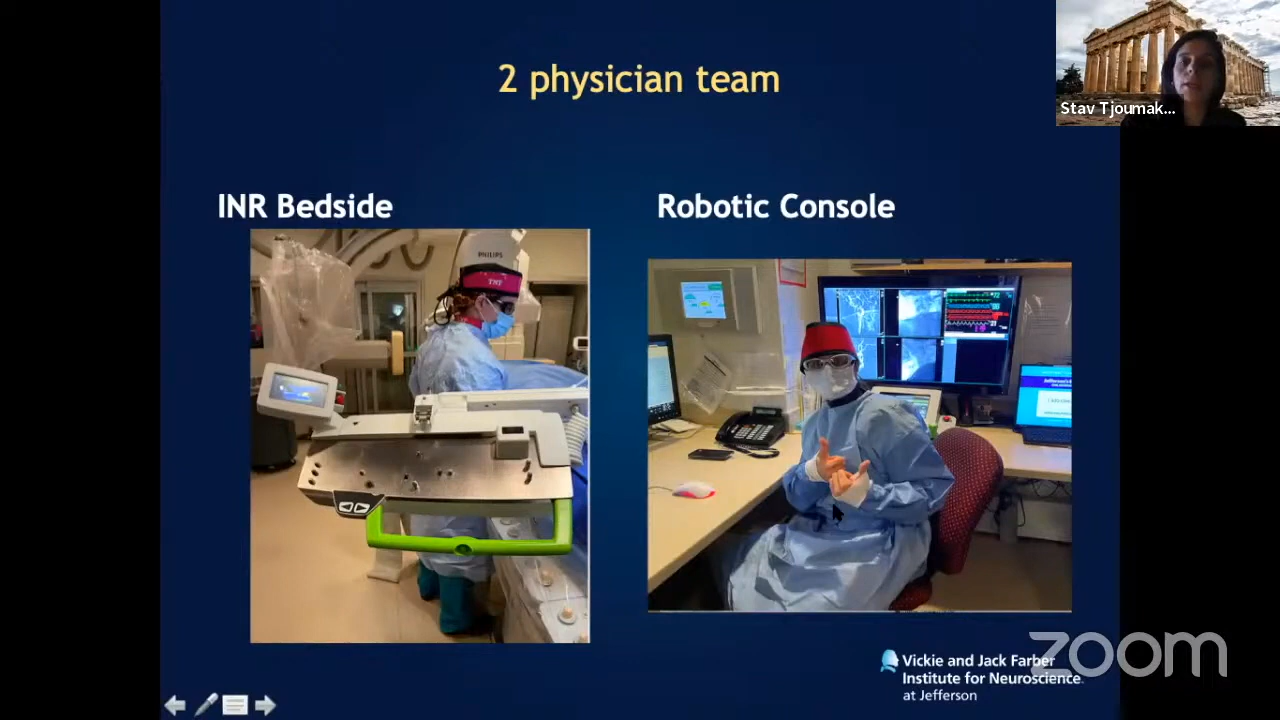 2 physician team
Stav Tjoumak...
INR Bedside
Robotic Console
PHILIPS
TNT
Vickie and Jack Farber
Institute for Neuroscience
at Jefferson
zoom